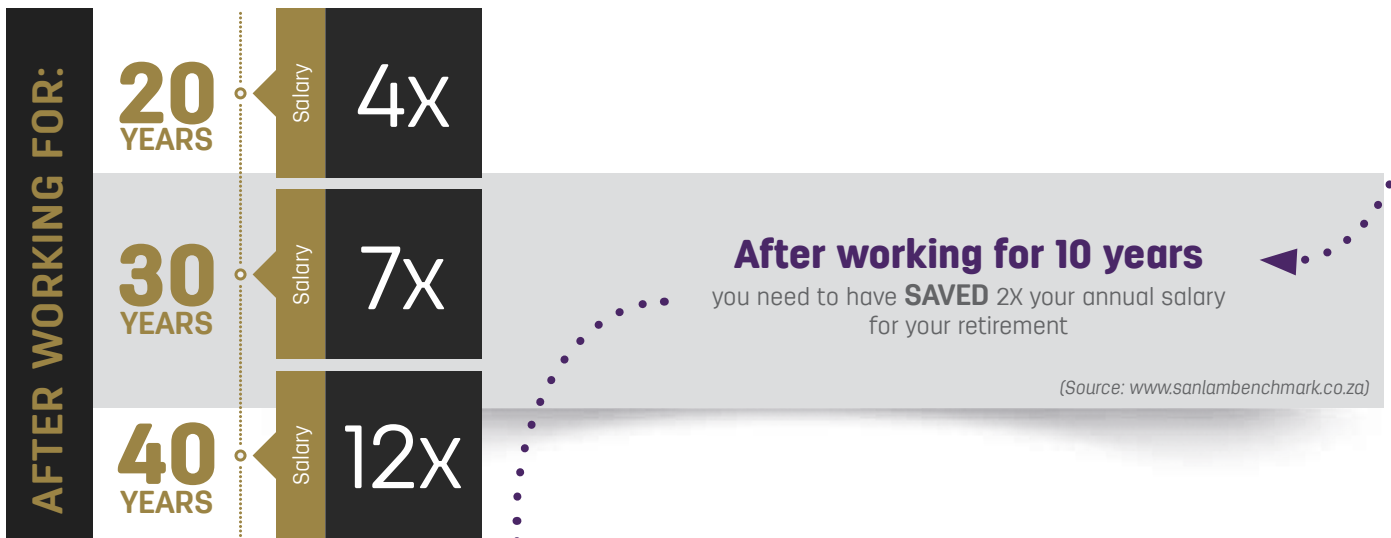 AFTER WORKING FOR:
20
YEARS
Salary
4X
30
YEARS
Salary
7X
40
YEARS
Salary
12X
After working for 10 years
you need to have SAVED 2X your annual salary
for your retirement
(Source: www.sanlambenchmark.co.za)